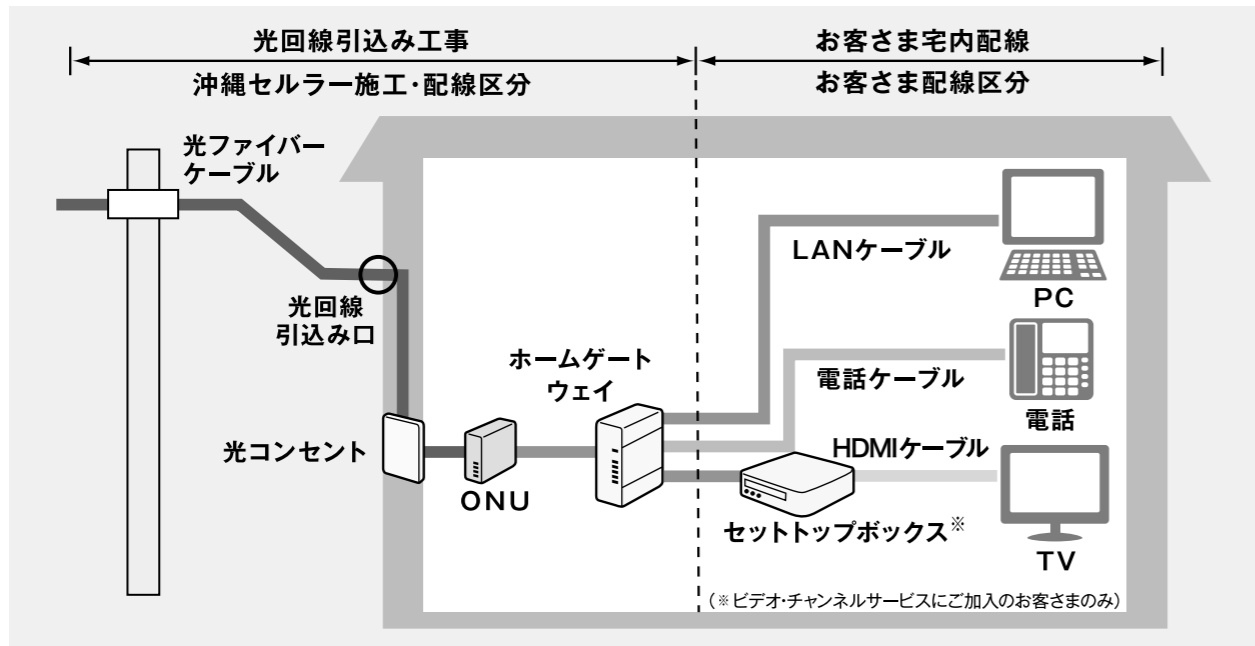 光回線引込み工事
沖縄セルラー施工・配線区分
お客さま宅内配線
お客さま配線区分
光ファイバー
ケーブル
光回線
引込み口
光コンセント
ONU
ホームゲート
ウェイ
LANケーブル
PC
電話ケーブル
電話
HDMIケーブル
セットトップボックス※
TV
(※ビデオ・チャンネルサービスにご加入のお客さまのみ)